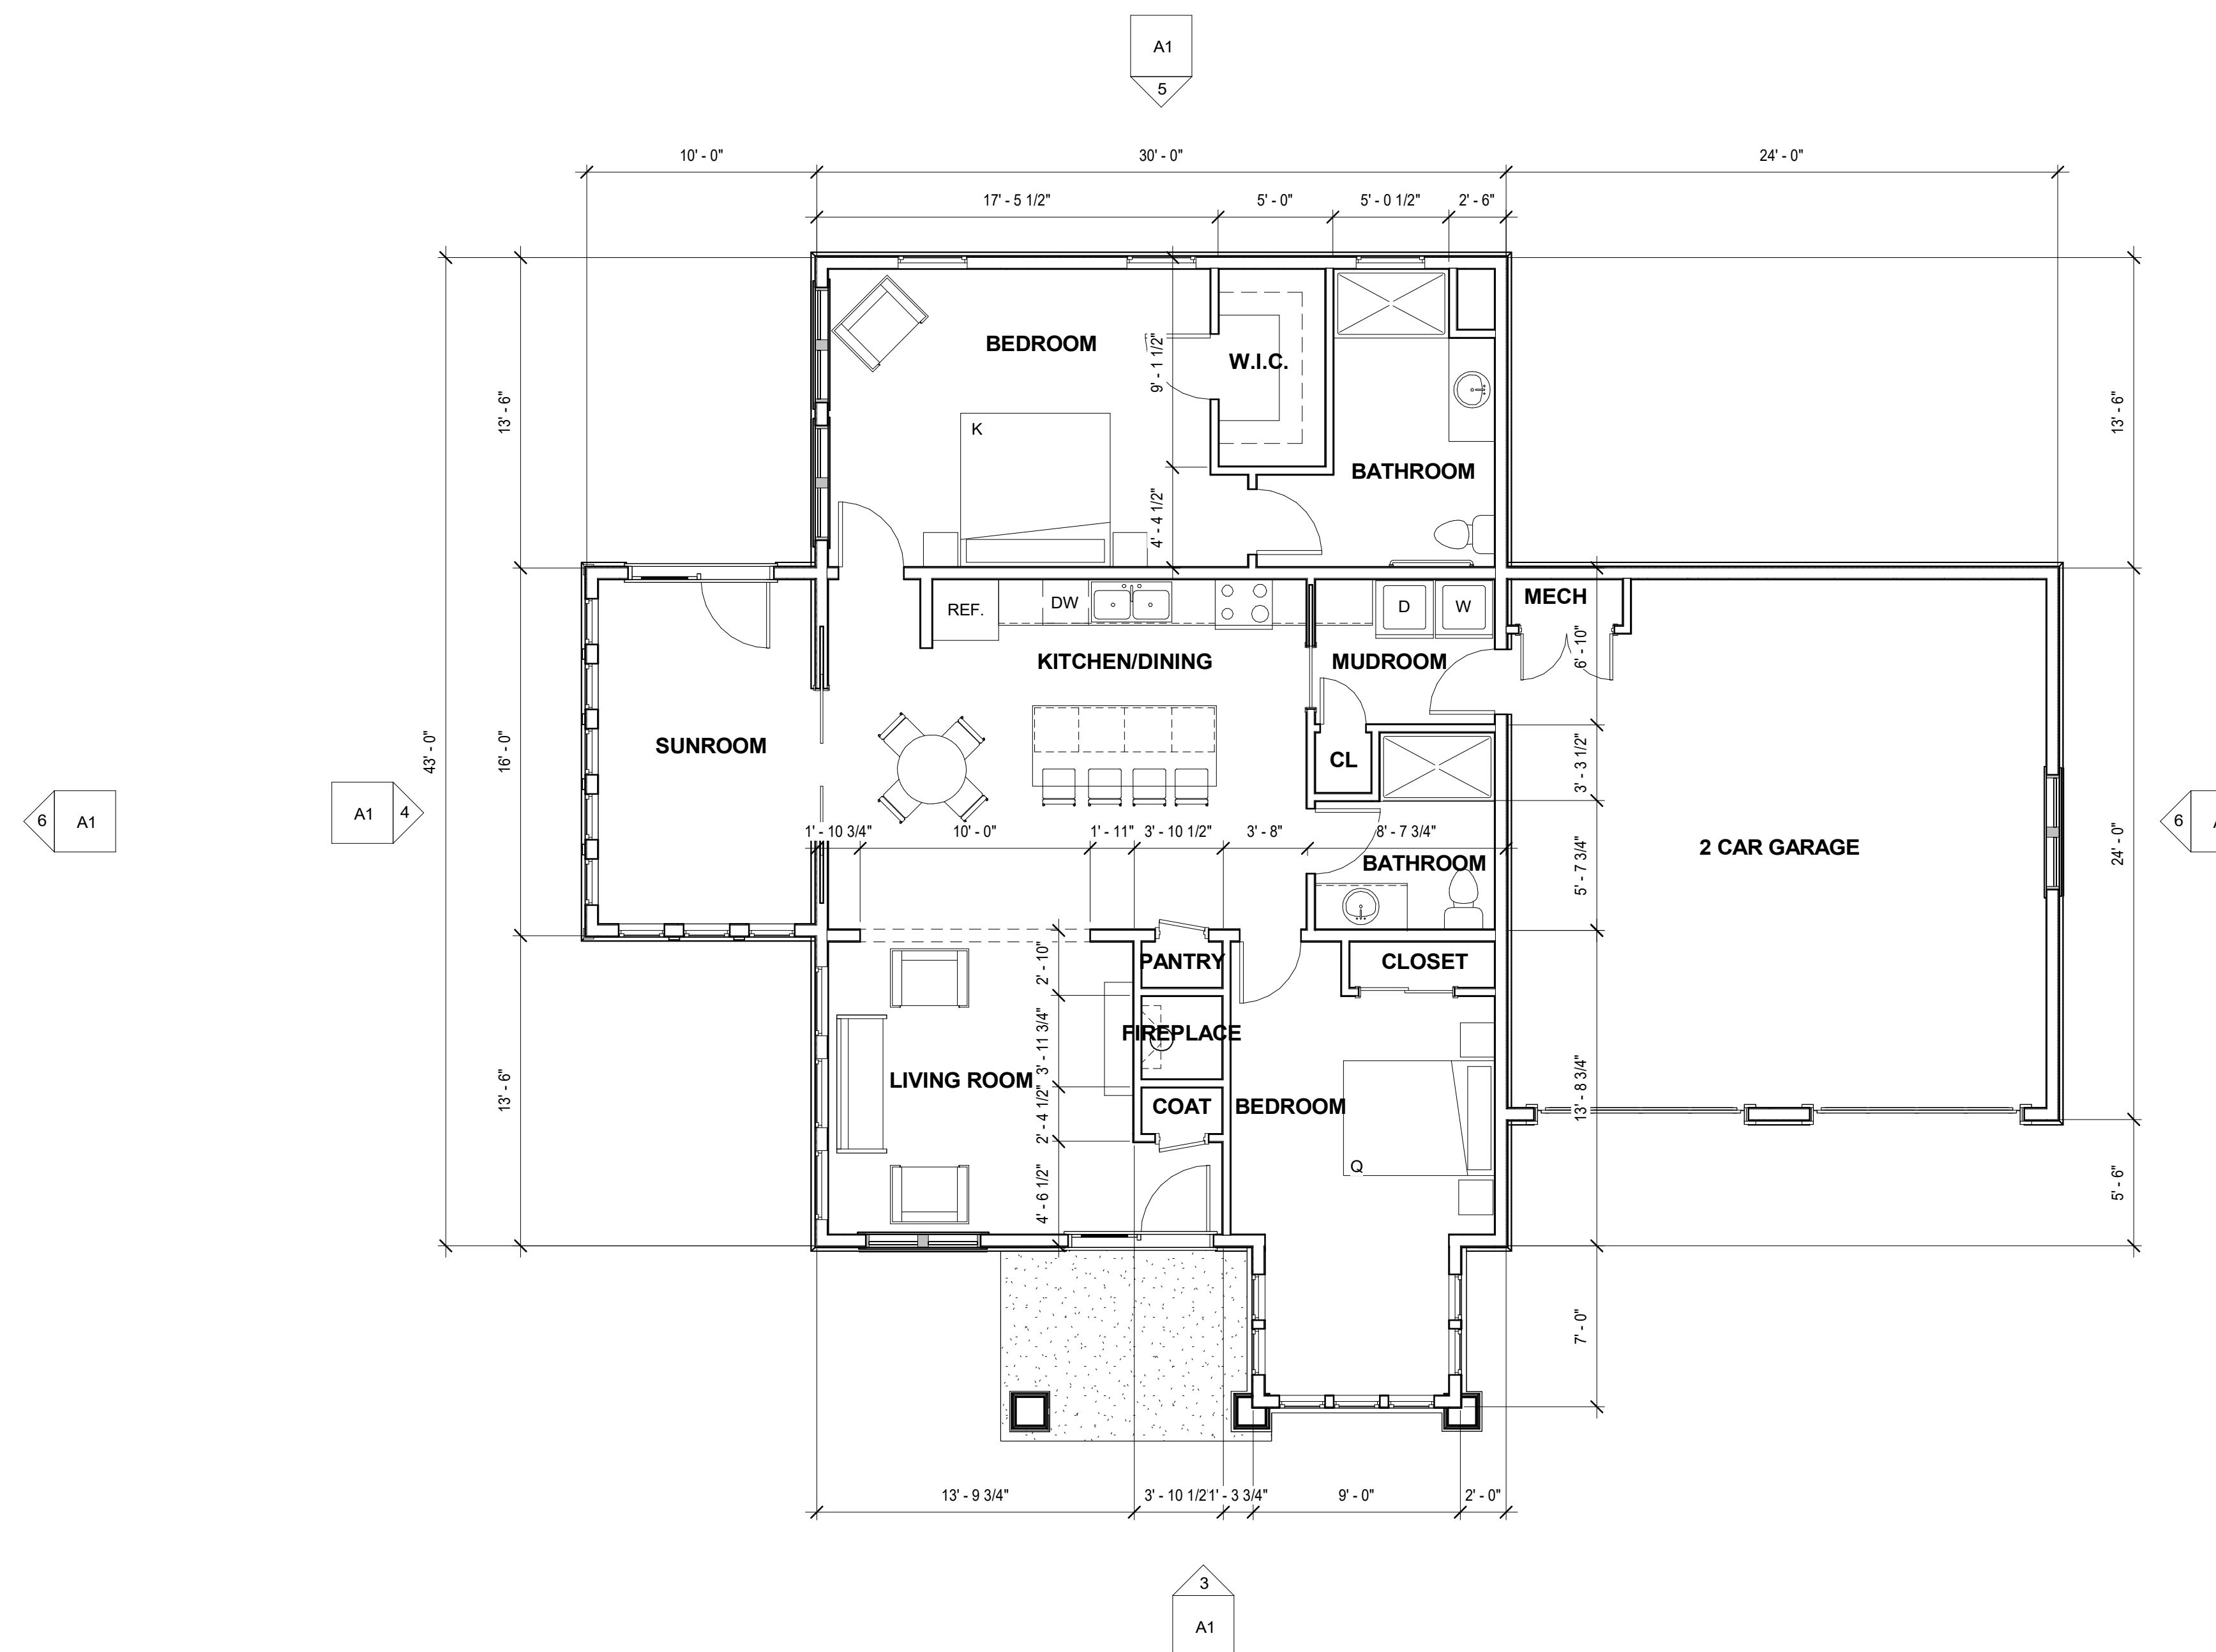 A1
5
10' - 0"
30' - 0"
24' - 0"
17' - 5 1/2"
5' - 0"
5' - 0 1/2"
2' - 6"
BEDROOM
9' - 1 1/2"
W.I.C.
13' - 6"
13' - 6"
K
BATHROOM
4' - 4 1/2"
REF.
DW
D
W
MECH
6' - 10"
KITCHEN/DINING
MUDROOM
SUNROOM
43' - 0"
16' - 0"
CL
3' - 3 1/2"
6
A1
A1
4
6
1' - 10 3/4"
10' - 0"
1' - 11"
3' - 10 1/2"
3' - 8"
8' - 7 3/4"
2 CAR GARAGE
24' - 0"
BATHROOM
5' - 7 3/4"
PANTRY
CLOSET
2' - 10"
FIREPLACE
3' - 11 3/4"
LIVING ROOM
13' - 6"
COAT
BEDROOM
13' - 8 3/4"
2' - 4 1/2"
Q
4' - 6 1/2"
5' - 6"
7' - 0"
13' - 9 3/4"
3' - 10 1/2"
1' - 3 3/4"
9' - 0"
2' - 0"
3
A1